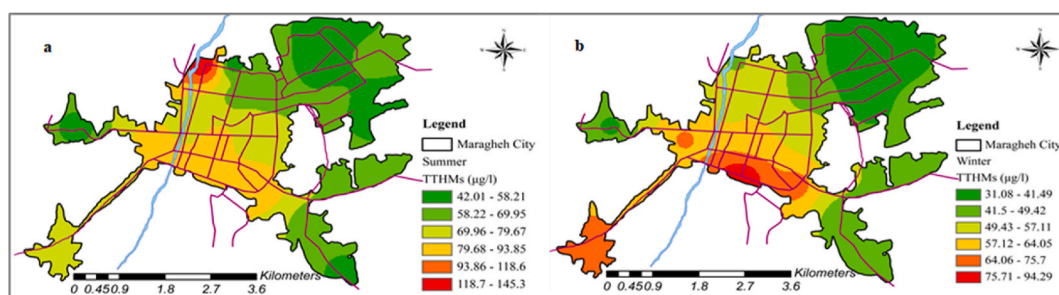 a
Legend
Maragheh City
Summer
TTHMs (µg/l)
42.01 - 58.21
58.22 - 69.95
69.96 - 79.67
79.68 - 93.85
93.86 - 118.6
118.7 - 145.3
Kilometers
0 0.450.9 1.8 2.7 3.6
b
Legend
Maragheh City
Winter
TTHMs (µg/l)
31.08 - 41.49
41.5 - 49.42
49.43 - 57.11
57.12 - 64.05
64.06 - 75.7
75.71 - 94.29
Kilometers
0 0.450.9 1.8 2.7 3.6